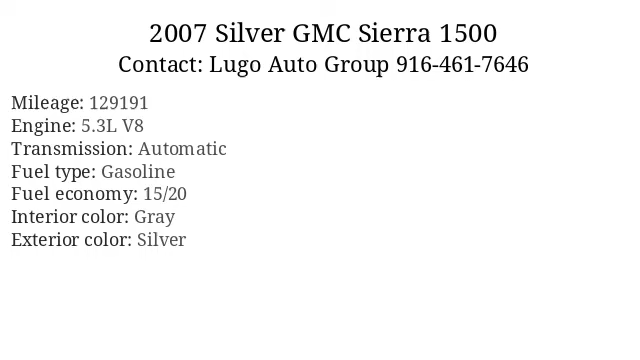 2007 Silver GMC Sierra 1500
Contact: Lugo Auto Group 916-461-7646
Mileage: 129191
Engine: 5.3L V8
Transmission: Automatic
Fuel type: Gasoline
Fuel economy: 15/20
Interior color: Gray
Exterior color: Silver